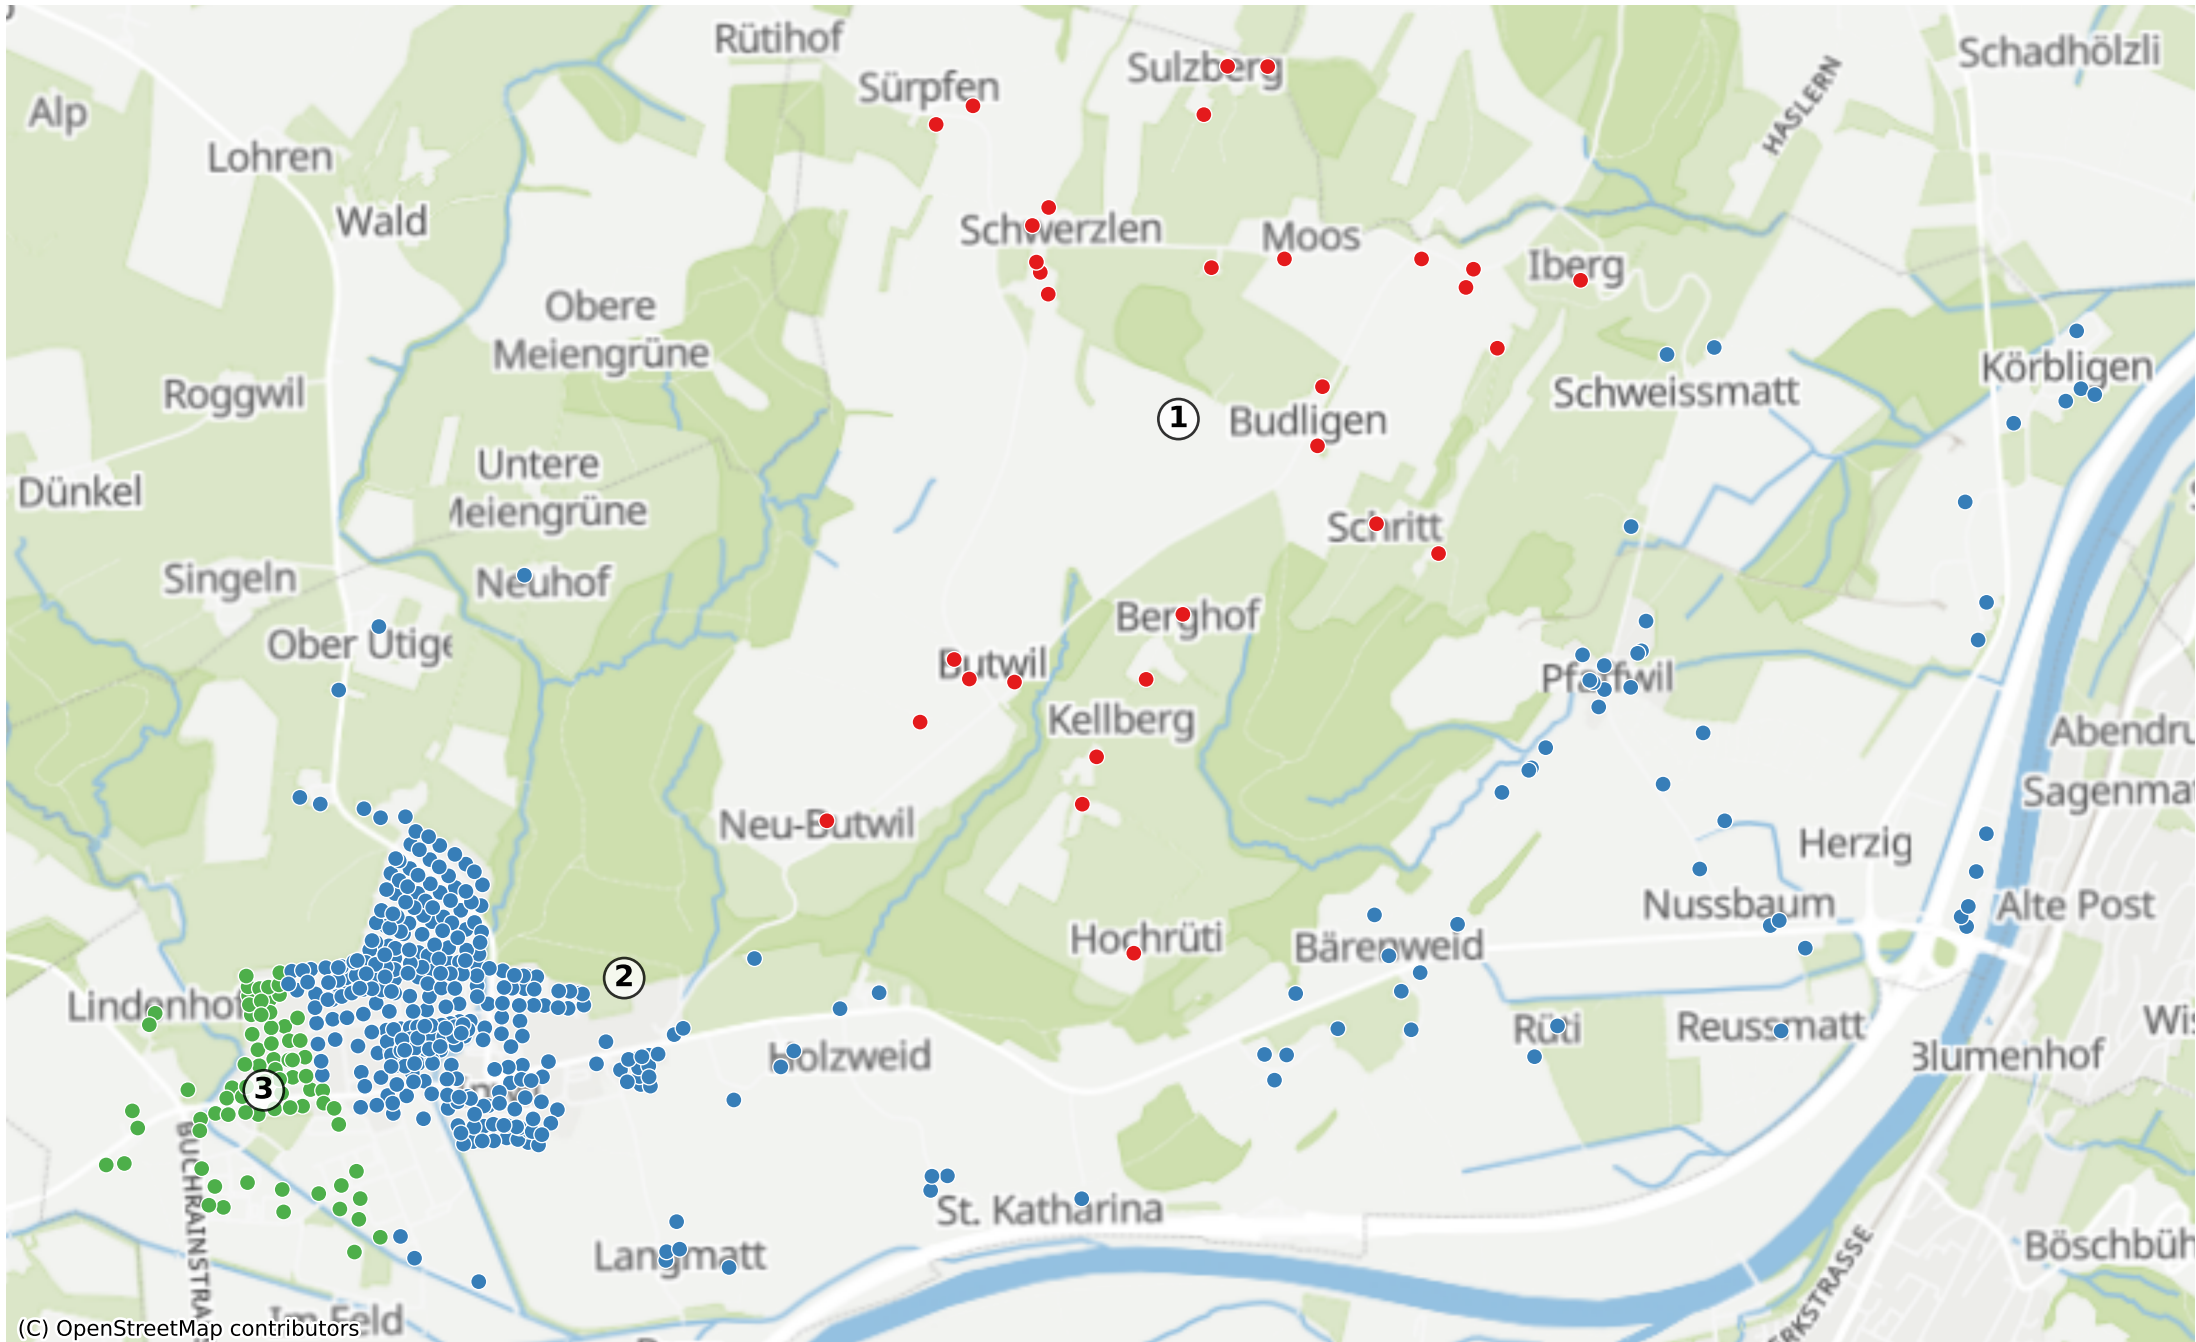 Rütihof
Sürpfen
Sulzberg
Schadhölzli
HASLERN
Alp
Lohren
Wald
Schwerzlen
Moos
Iberg
Obere
Meiengrüne
Roggwil
Schweissmatt
Körbligen
1
Budligen
Untere
Meiengrüne
Dünkel
Schritt
Singeln
Neuhof
Berghof
Ober Utige
Butwil
Pfaffwil
Kellberg
Abendru
Sagenmat
Neu-Butwil
Herzig
Nussbaum
Alte Post
Hochrüti
Bärenweid
2
Lindenhof
Rüti
Reussmatt
Wis
Holzweid
Blumenhof
3
BUCHRAINSTRA
St. Katharina
Langmatt
Böschbüh
ERKSTRASSE
Im Feld
(C) OpenStreetMap contributors